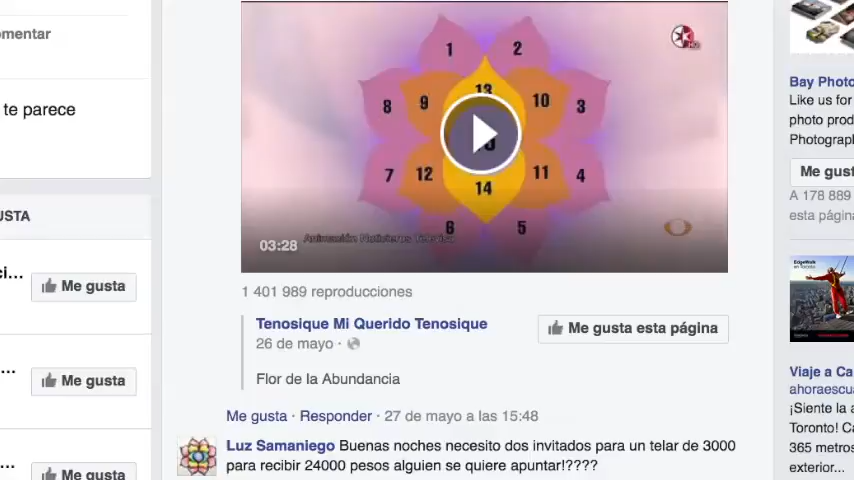 omentar
te parece
USTA
ci...
Me gusta
...
Me gusta
...
Me gusta
1
2
8
9
13
10
3
7
12
14
11
4
6
5
03:28
1 401 989 reproducciones
Tenosique Mi Querido Tenosique
Me gusta esta página
26 de mayo ·
Flor de la Abundancia
Me gusta · Responder · 27 de mayo a las 15:48
Luz Samaniego Buenas noches necesito dos invitados para un telar de 3000
para recibir 24000 pesos alguien se quiere apuntar!????
Bay Photo
Like us for
photo prod
Photograp
Me gust
A 178 889
esta página
EdgeWalk
en Toronto
Viaje a Ca
ahoraescu
¡Siente la a
Toronto! Ca
365 metros
exterior...